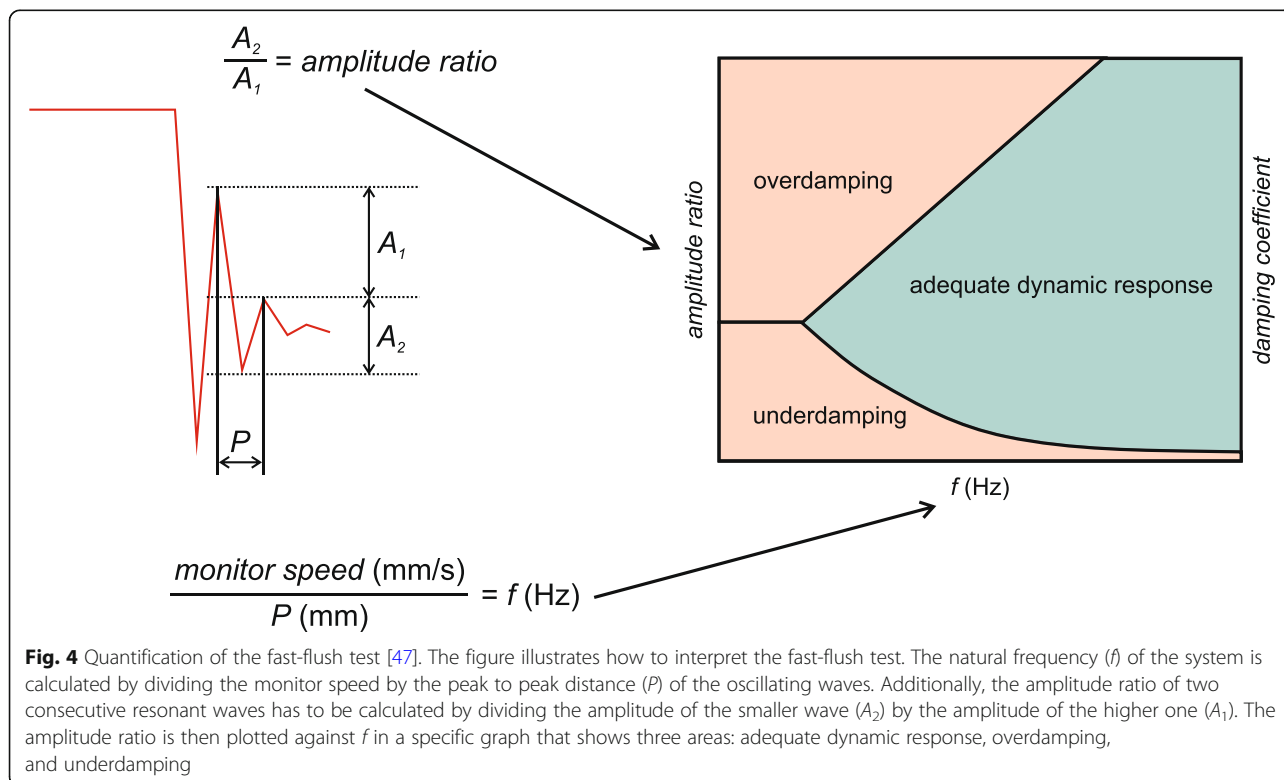 A2
A1
= amplitude ratio
A1
A2
P
monitor speed (mm/s)
P (mm)
= f (Hz)
amplitude ratio
overdamping
adequate dynamic response
underdamping
damping coefficient
f (Hz)
Fig. 4 Quantification of the fast-flush test [47]. The figure illustrates how to interpret the fast-flush test. The natural frequency (f) of the system is
calculated by dividing the monitor speed by the peak to peak distance (P) of the oscillating waves. Additionally, the amplitude ratio of two
consecutive resonant waves has to be calculated by dividing the amplitude of the smaller wave (A2) by the amplitude of the higher one (A1). The
amplitude ratio is then plotted against f in a specific graph that shows three areas: adequate dynamic response, overdamping,
and underdamping